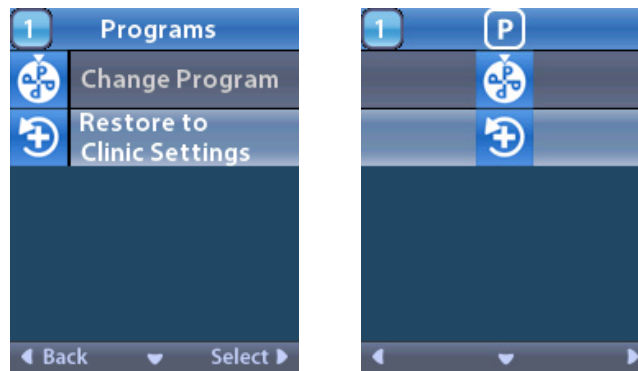 1 Programs
Change Program
Restore to
Clinic Settings
Back Select
1 P